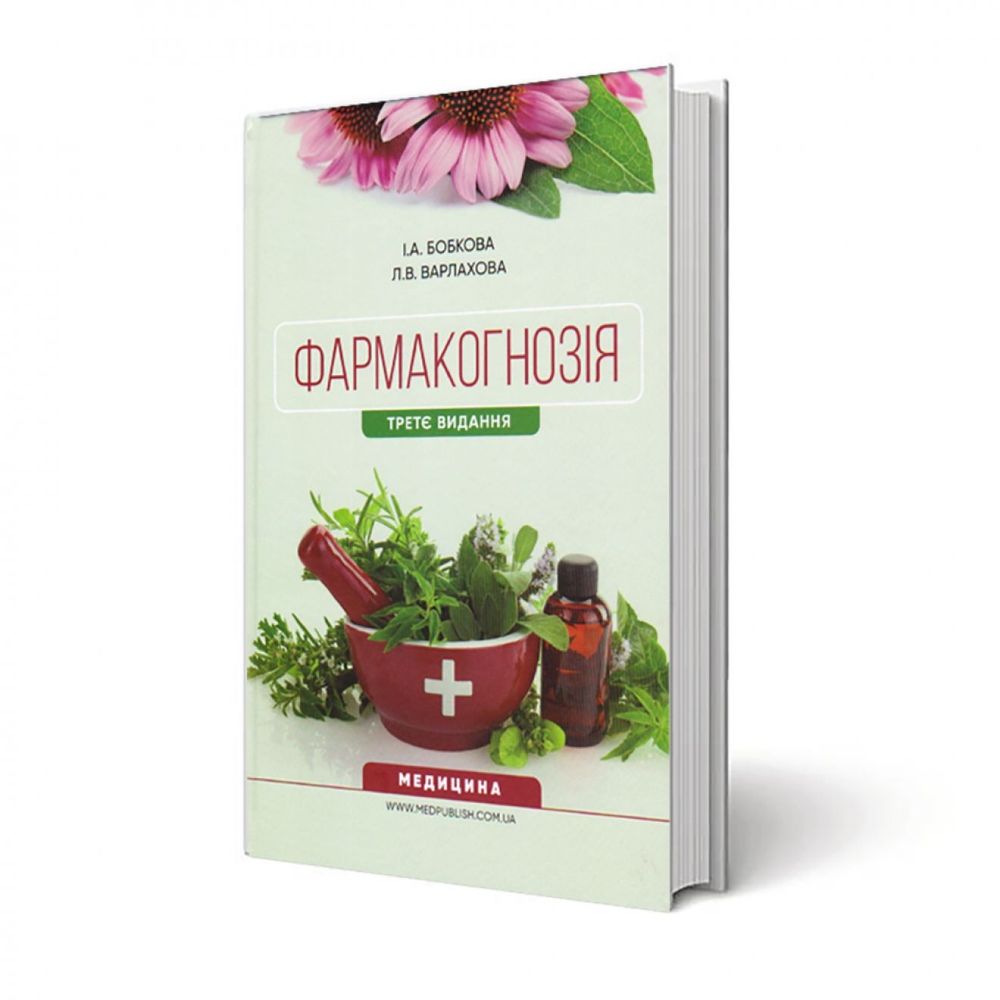 І.А. БОБКОВА
Л.В. ВАРЛАХОВА
ФАРМАКОГНОЗІЯ
ТРЕТЄ ВИДАННЯ
МЕДИЦИНА
WWW.MEDPUBLISH.COM.UA